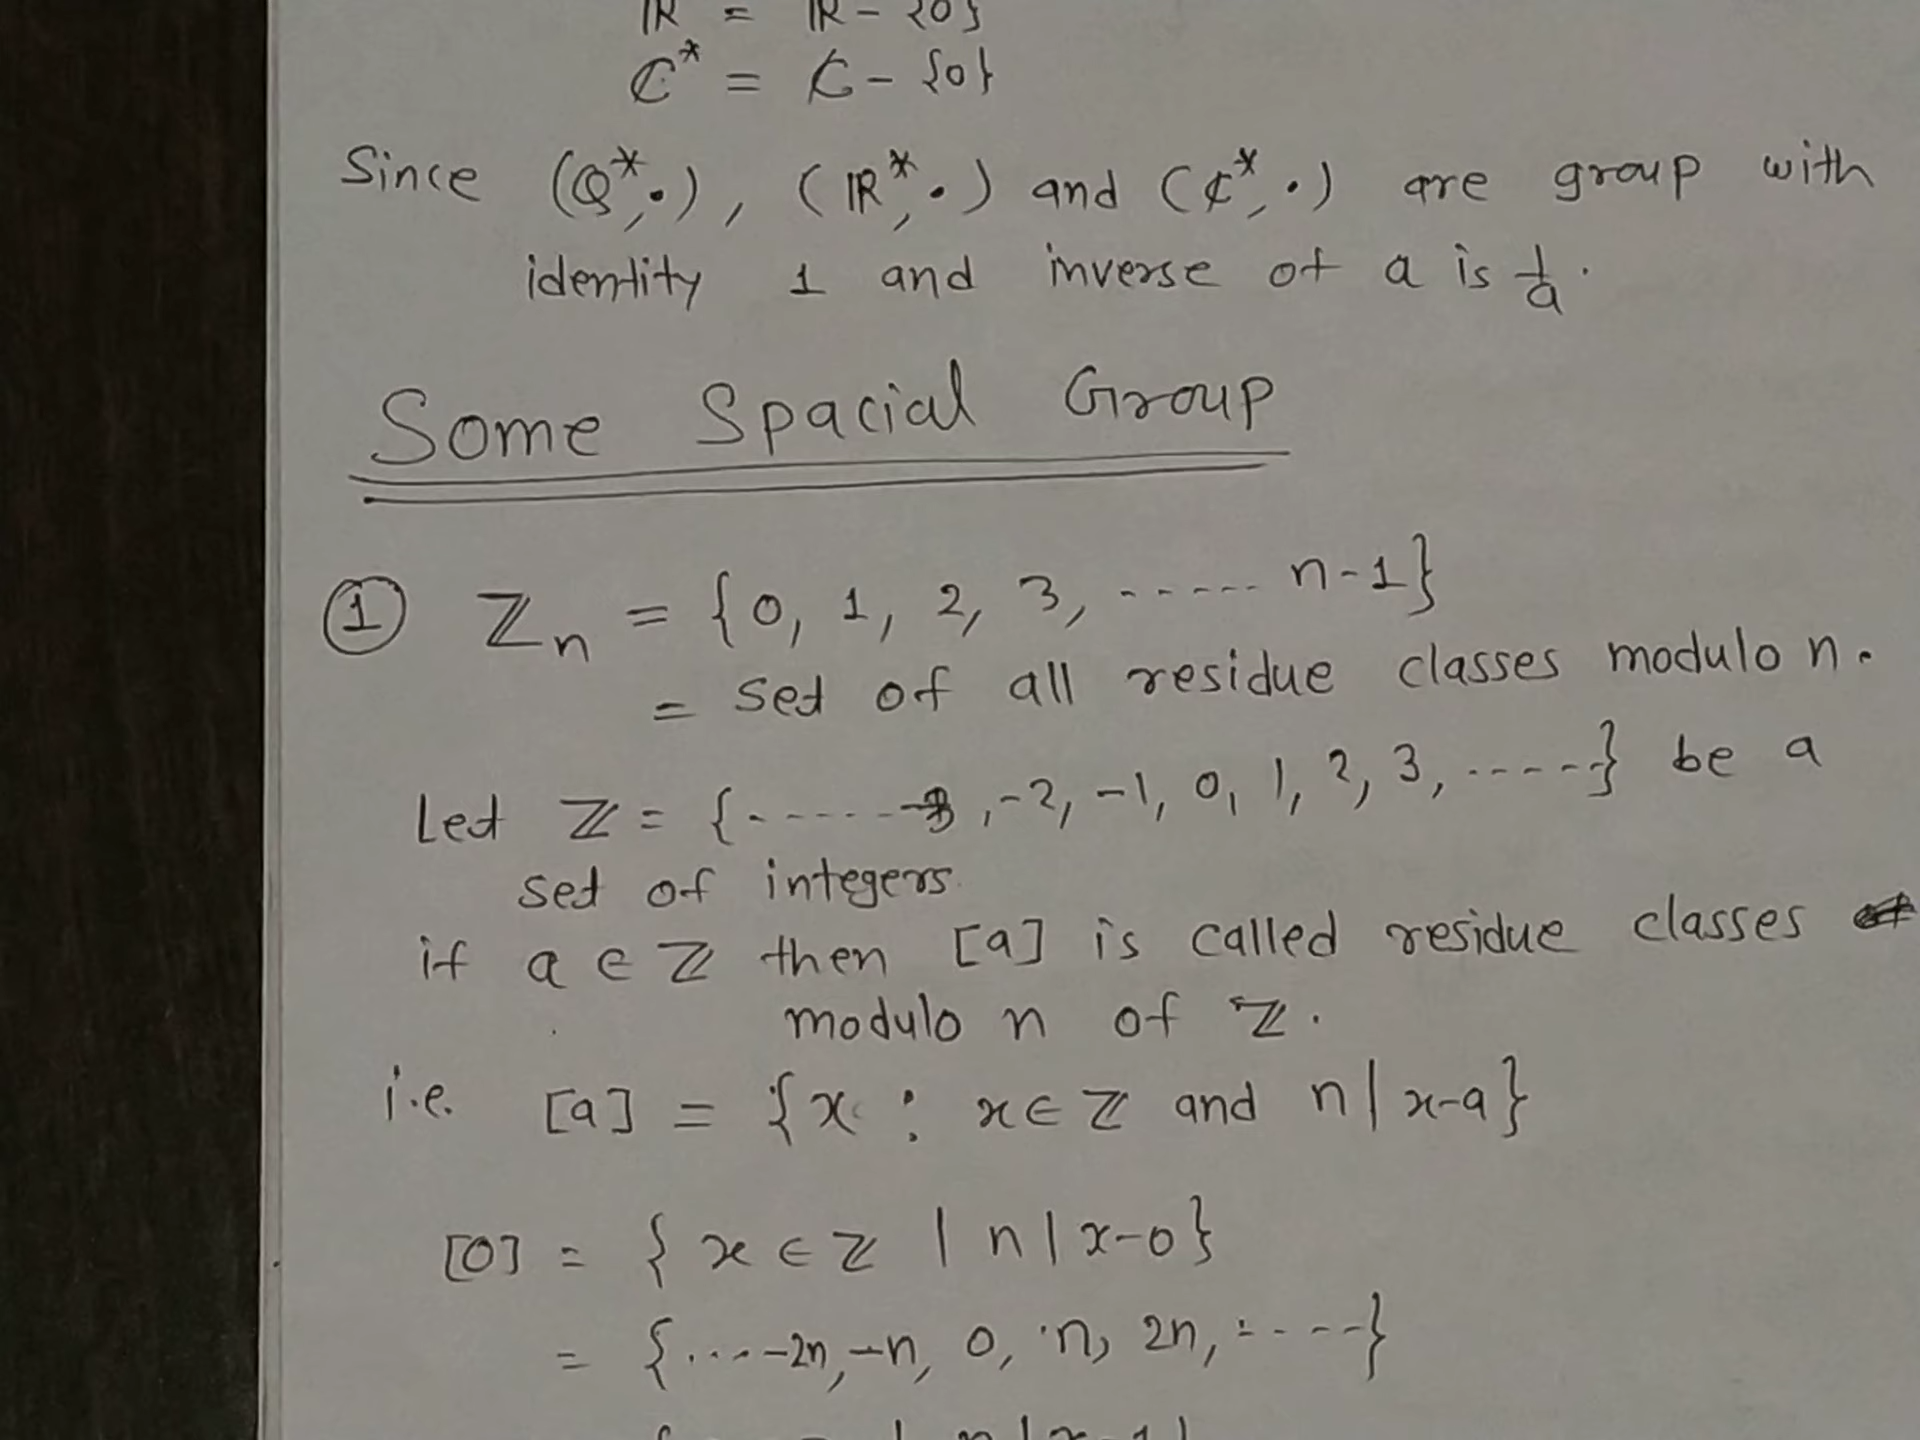 ℝ* = ℝ - {0}
ℂ* = ℂ - {0}
Since (ℚ*, ·), (ℝ*, ·) and (ℂ*, ·) are group with
identity 1 and inverse of a is 1/a.
Some Spacial Group
① ℤn = {0, 1, 2, 3, ------ n-1}
= set of all residue classes modulo n.
Let ℤ = {------ -3, -2, -1, 0, 1, 2, 3, -----} be a
set of integers.
if a ∈ ℤ then [a] is called residue classes
modulo n of ℤ.
i.e. [a] = {x : x ∈ ℤ and n | x-a}
[0] = { x ∈ ℤ | n | x-0}
= {....-2n, -n, 0, n, 2n, -----}